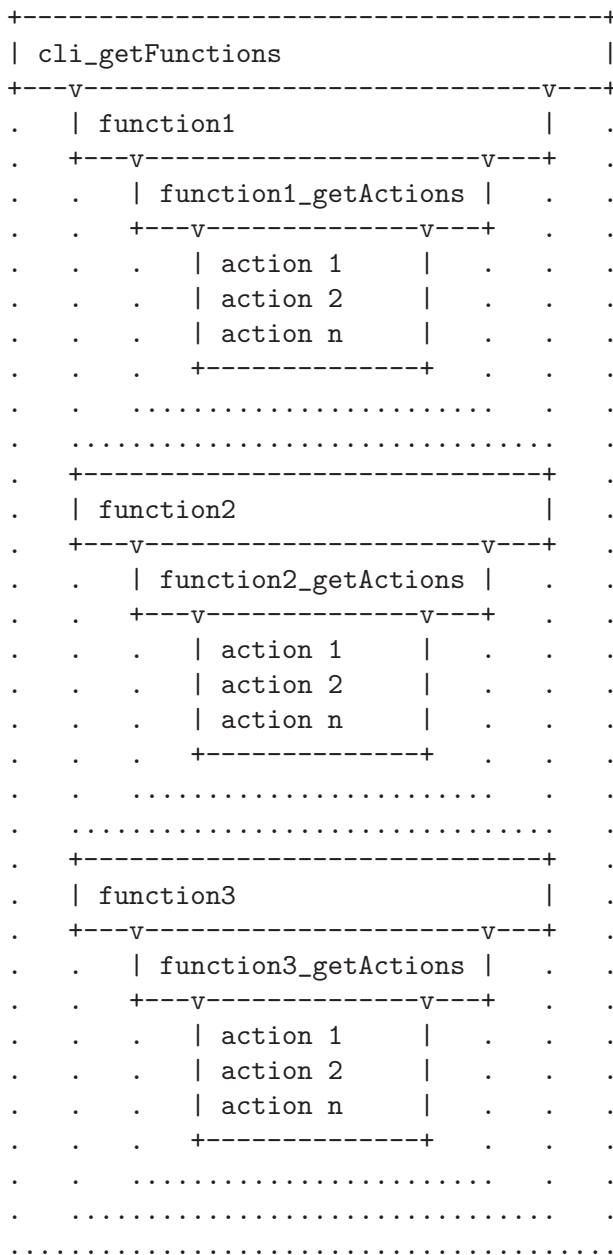 +-----------------------------------+
| cli_getFunctions                      |
+---v------------------------------v---+
.   | function1                     |   .
.   +---v----------------------v---+   .
.   .   | function1_getActions |   .   .
.   .   +---v--------------v---+   .   .
.   .   .   | action 1     |   .   .   .
.   .   .   | action 2     |   .   .   .
.   .   .   | action n     |   .   .   .
.   .   .   +--------------+   .   .   .
.   .   ........................   .   .
.   ................................   .
.   +------------------------------+   .
.   | function2                    |   .
.   +---v----------------------v---+   .
.   .   | function2_getActions |   .   .
.   .   +---v--------------v---+   .   .
.   .   .   | action 1     |   .   .   .
.   .   .   | action 2     |   .   .   .
.   .   .   | action n     |   .   .   .
.   .   .   +--------------+   .   .   .
.   .   ........................   .   .
.   ................................   .
.   +------------------------------+   .
.   | function3                    |   .
.   +---v----------------------v---+   .
.   .   | function3_getActions |   .   .
.   .   +---v--------------v---+   .   .
.   .   .   | action 1     |   .   .   .
.   .   .   | action 2     |   .   .   .
.   .   .   | action n     |   .   .   .
.   .   .   +--------------+   .   .   .
.   .   ........................   .   .
.   ................................   .
........................................